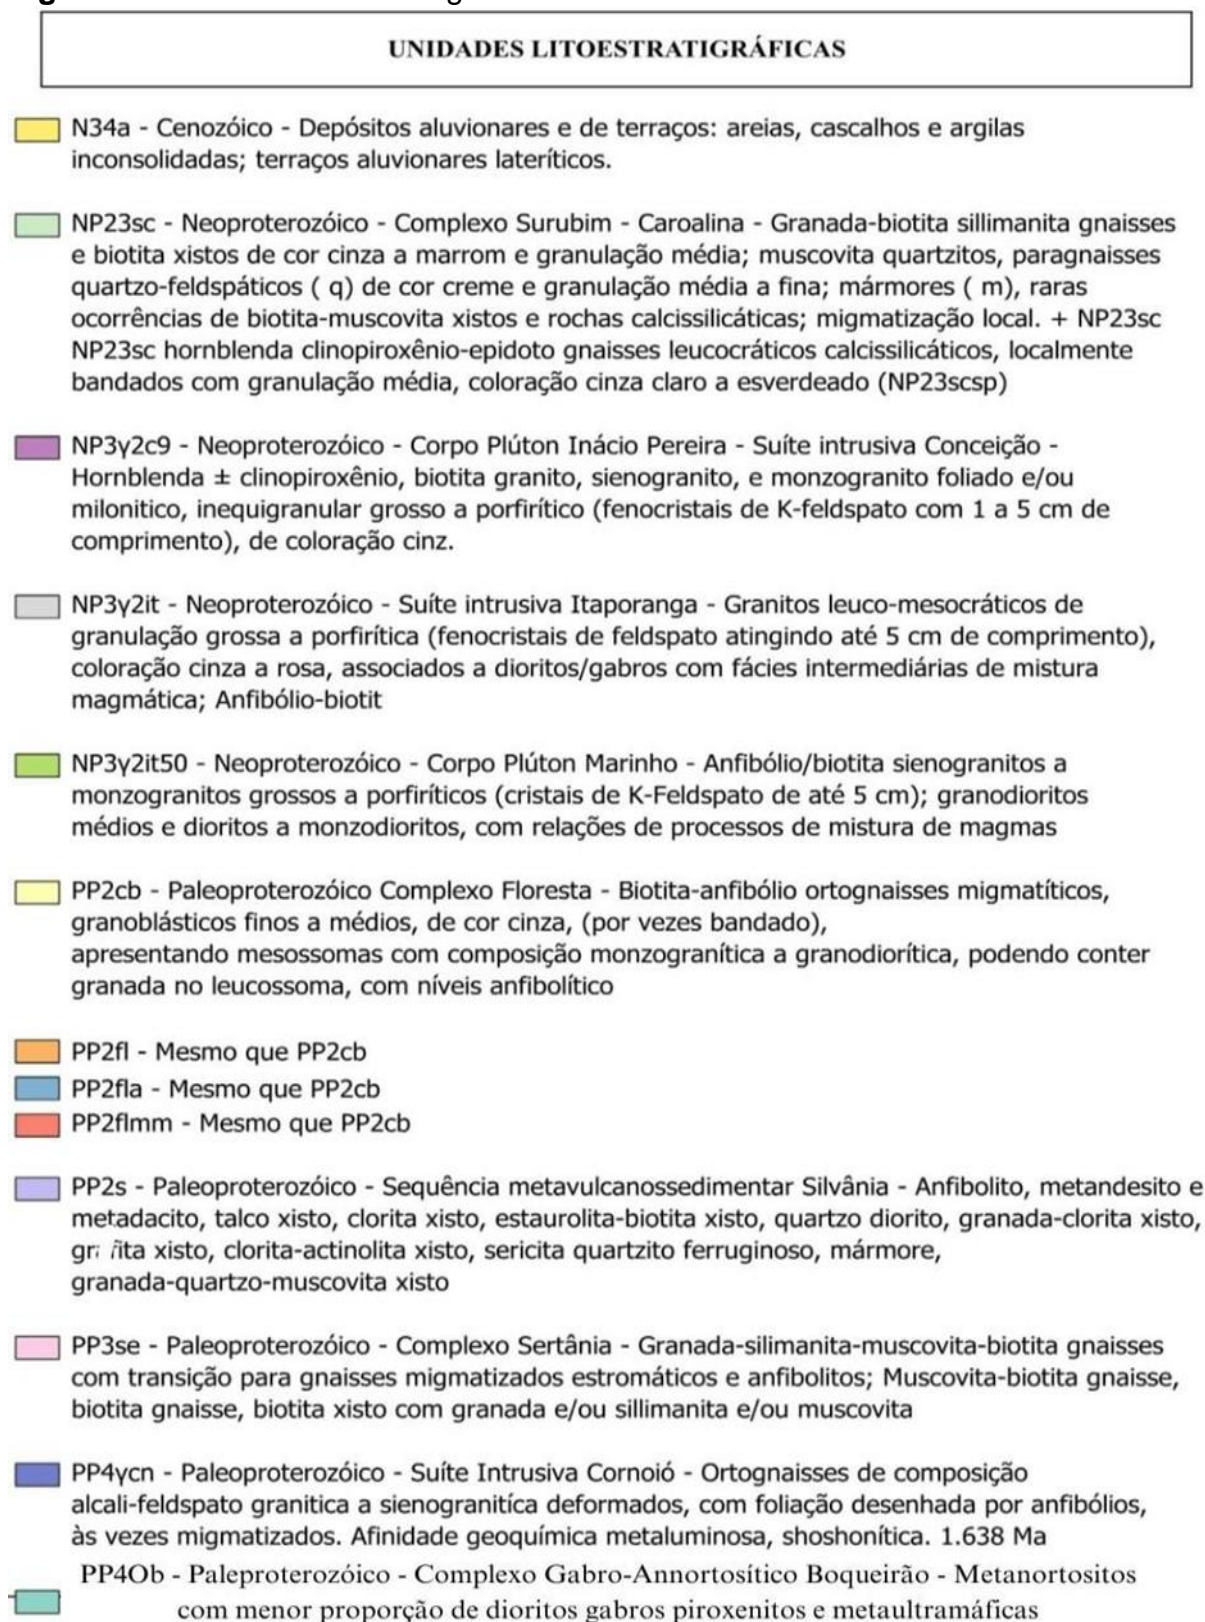 UNIDADES LITOESTRATIGRÁFICAS
N34a - Cenozóico - Depósitos aluvionares e de terraços: areias, cascalhos e argilas
inconsolidadas; terraços aluvionares lateríticos.
NP23sc - Neoproterozóico - Complexo Surubim - Caroalina - Granada-biotita sillimanita gnaisses
e biotita xistos de cor cinza a marrom e granulação média; muscovita quartzitos, paragnaisses
quartzo-feldspáticos ( q) de cor creme e granulação média a fina; mármores ( m), raras
ocorrências de biotita-muscovita xistos e rochas calcissilicáticas; migmatização local. + NP23sc
NP23sc hornblenda clinopiroxênio-epidoto gnaisses leucocráticos calcissilicáticos, localmente
bandados com granulação média, coloração cinza claro a esverdeado (NP23scsp)
NP3γ2c9 - Neoproterozóico - Corpo Plúton Inácio Pereira - Suíte intrusiva Conceição -
Hornblenda ± clinopiroxênio, biotita granito, sienogranito, e monzogranito foliado e/ou
milonitico, inequigranular grosso a porfirítico (fenocristais de K-feldspato com 1 a 5 cm de
comprimento), de coloração cinz.
NP3γ2it - Neoproterozóico - Suíte intrusiva Itaporanga - Granitos leuco-mesocráticos de
granulação grossa a porfirítica (fenocristais de feldspato atingindo até 5 cm de comprimento),
coloração cinza a rosa, associados a dioritos/gabros com fácies intermediárias de mistura
magmática; Anfibólio-biotit
NP3γ2it50 - Neoproterozóico - Corpo Plúton Marinho - Anfibólio/biotita sienogranitos a
monzogranitos grossos a porfiríticos (cristais de K-Feldspato de até 5 cm); granodioritos
médios e dioritos a monzodioritos, com relações de processos de mistura de magmas
PP2cb - Paleoproterozóico Complexo Floresta - Biotita-anfibólio ortognaisses migmatíticos,
granoblásticos finos a médios, de cor cinza, (por vezes bandado),
apresentando mesossomas com composição monzogranítica a granodiorítica, podendo conter
granada no leucossoma, com níveis anfibolítico
PP2fl - Mesmo que PP2cb
PP2fla - Mesmo que PP2cb
PP2flmm - Mesmo que PP2cb
PP2s - Paleoproterozóico - Sequência metavulcanossedimentar Silvânia - Anfibolito, metandesito e
metadacito, talco xisto, clorita xisto, estaurolita-biotita xisto, quartzo diorito, granada-clorita xisto,
xisto, clorita-actinolita xisto, sericita quartzito ferruginoso, mármore,
granada-quartzo-muscovita xisto
PP3se - Paleoproterozóico - Complexo Sertânia - Granada-silimanita-muscovita-biotita gnaisses
com transição para gnaisses migmatizados estromáticos e anfibolitos; Muscovita-biotita gnaisse,
biotita gnaisse, biotita xisto com granada e/ou sillimanita e/ou muscovita
PP4γcn - Paleoproterozóico - Suíte Intrusiva Cornoió - Ortognaisses de composição
alcali-feldspato granitica a sienogranitíca deformados, com foliação desenhada por anfibólios,
às vezes migmatizados. Afinidade geoquímica metaluminosa, shoshonítica. 1.638 Ma
PP4Ob - Paleproterozóico - Complexo Gabro-Annortosítico Boqueirão - Metanortositos
com menor proporção de dioritos gabros piroxenitos e metaultramáficas